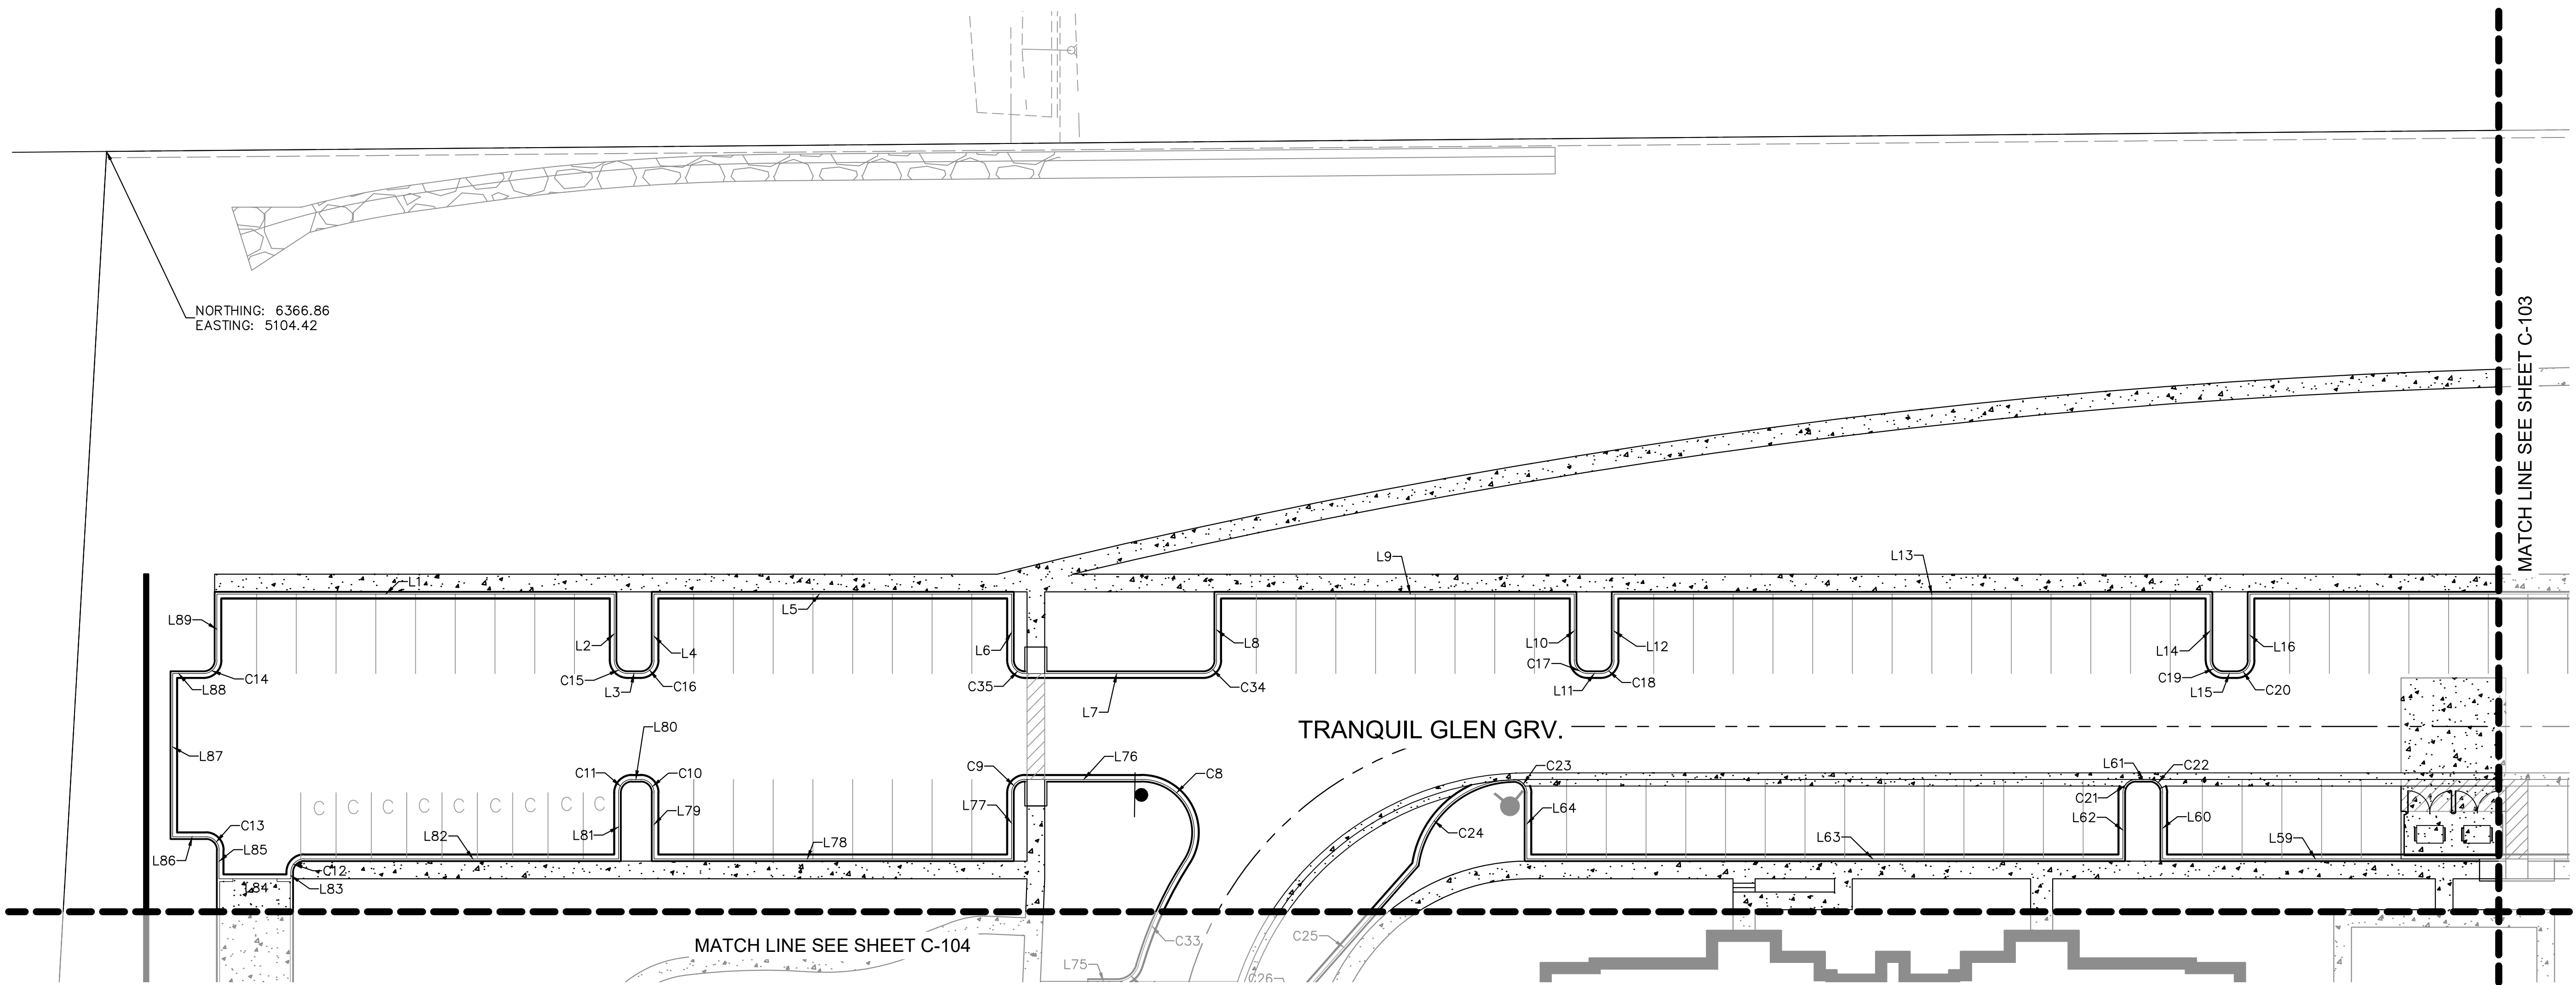 NORTHING: 6366.86
EASTING: 5104.42
MATCH LINE SEE SHEET C-103
L9
L13
L1
L5
L89
L2
L4
L6
L8
L10
L12
L14
L16
C14
L88
C15
L3
C16
C35
C34
C17
L11
C18
C19
L15
C20
L7
L80
TRANQUIL GLEN GRV.
L87
C11
C10
C9
L76
C8
C23
L61
C22
C C C C C C C C C
L79
L77
L64
C21
C13
L82
L81
C24
L62
L60
L86
L85
L78
L63
L59
C12
L84
L83
MATCH LINE SEE SHEET C-104
C33
C25
L75
C26